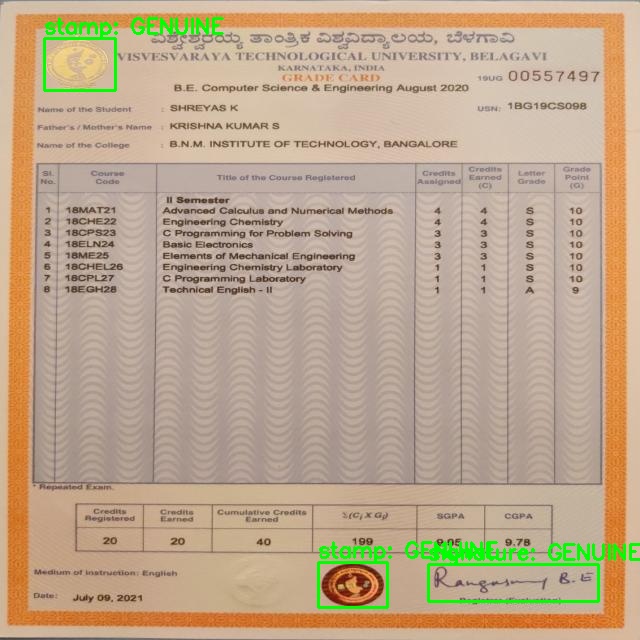 stamp: GENUINE
ವಿಶ್ವೇಶ್ವರಯ್ಯ ತಾಂತ್ರಿಕ ವಿಶ್ವವಿದ್ಯಾಲಯ, ಬೆಳಗಾವಿ
VISVESVARAYA TECHNOLOGICAL UNIVERSITY, BELAGAVI
KARNATAKA, INDIA
GRADE CARD 19UG 00557497
B.E. Computer Science & Engineering August 2020
Name of the Student : SHREYAS K USN: 1BG19CS098
Father's / Mother's Name : KRISHNA KUMAR S
Name of the College : B.N.M. INSTITUTE OF TECHNOLOGY, BANGALORE
Sl. No. Course Code Title of the Course Registered Credits Assigned Credits Earned (C) Letter Grade Grade Point (G)
II Semester
1 18MAT21 Advanced Calculus and Numerical Methods 4 4 S 10
2 18CHE22 Engineering Chemistry 4 4 S 10
3 18CPS23 C Programming for Problem Solving 3 3 S 10
4 18ELN24 Basic Electronics 3 3 S 10
5 18ME25 Elements of Mechanical Engineering 3 3 S 10
6 18CHEL26 Engineering Chemistry Laboratory 1 1 S 10
7 18CPL27 C Programming Laboratory 1 1 S 10
8 18EGH28 Technical English - II 1 1 A 9
* Repeated Exam.
Credits Registered Credits Earned Cumulative Credits Earned Σ(Ci X Gi) SGPA CGPA
20 20 40 199 9.78
stamp: GENUINE signature: GENUINE
Medium of instruction: English
Rangaswamy B.E
Date: July 09, 2021
Registrar (Evaluation)